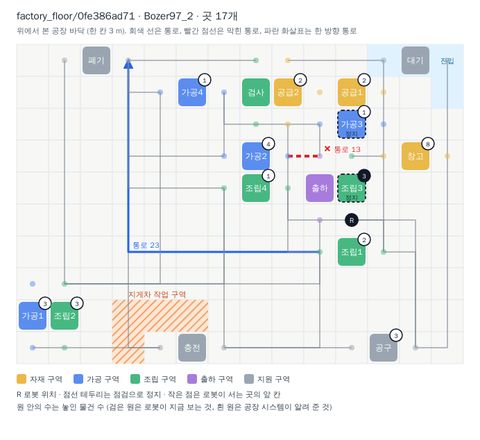 factory_floor/0fe386ad71 · Bozer97_2 · 곳 17개
위에서 본 공장 바닥 (한 칸 3 m). 회색 선은 통로, 빨간 점선은 막힌 통로, 파란 화살표는 한 방향 통로
폐기 대기 진입
가공4 1 검사 공급2 2 공급1 2
가공3 1 정지
가공2 4 × 통로 13 창고 8
조립4 1 출하 조립3 3 정지
R
통로 23 조립1 2
지게차 작업 구역
가공1 3 조립2 3
충전 공구 3
자재 구역 가공 구역 조립 구역 출하 구역 지원 구역
R 로봇 위치 · 점선 테두리는 점검으로 정지 · 작은 점은 로봇이 서는 곳의 앞 칸
원 안의 수는 놓인 물건 수 (검은 원은 로봇이 지금 보는 것, 흰 원은 공장 시스템이 알려 준 것)